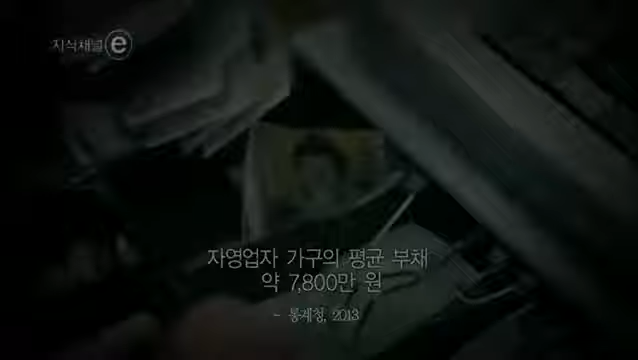 지식채널 e
자영업자 가구의 평균 부채
약 7,800만 원
- 통계청, 2013